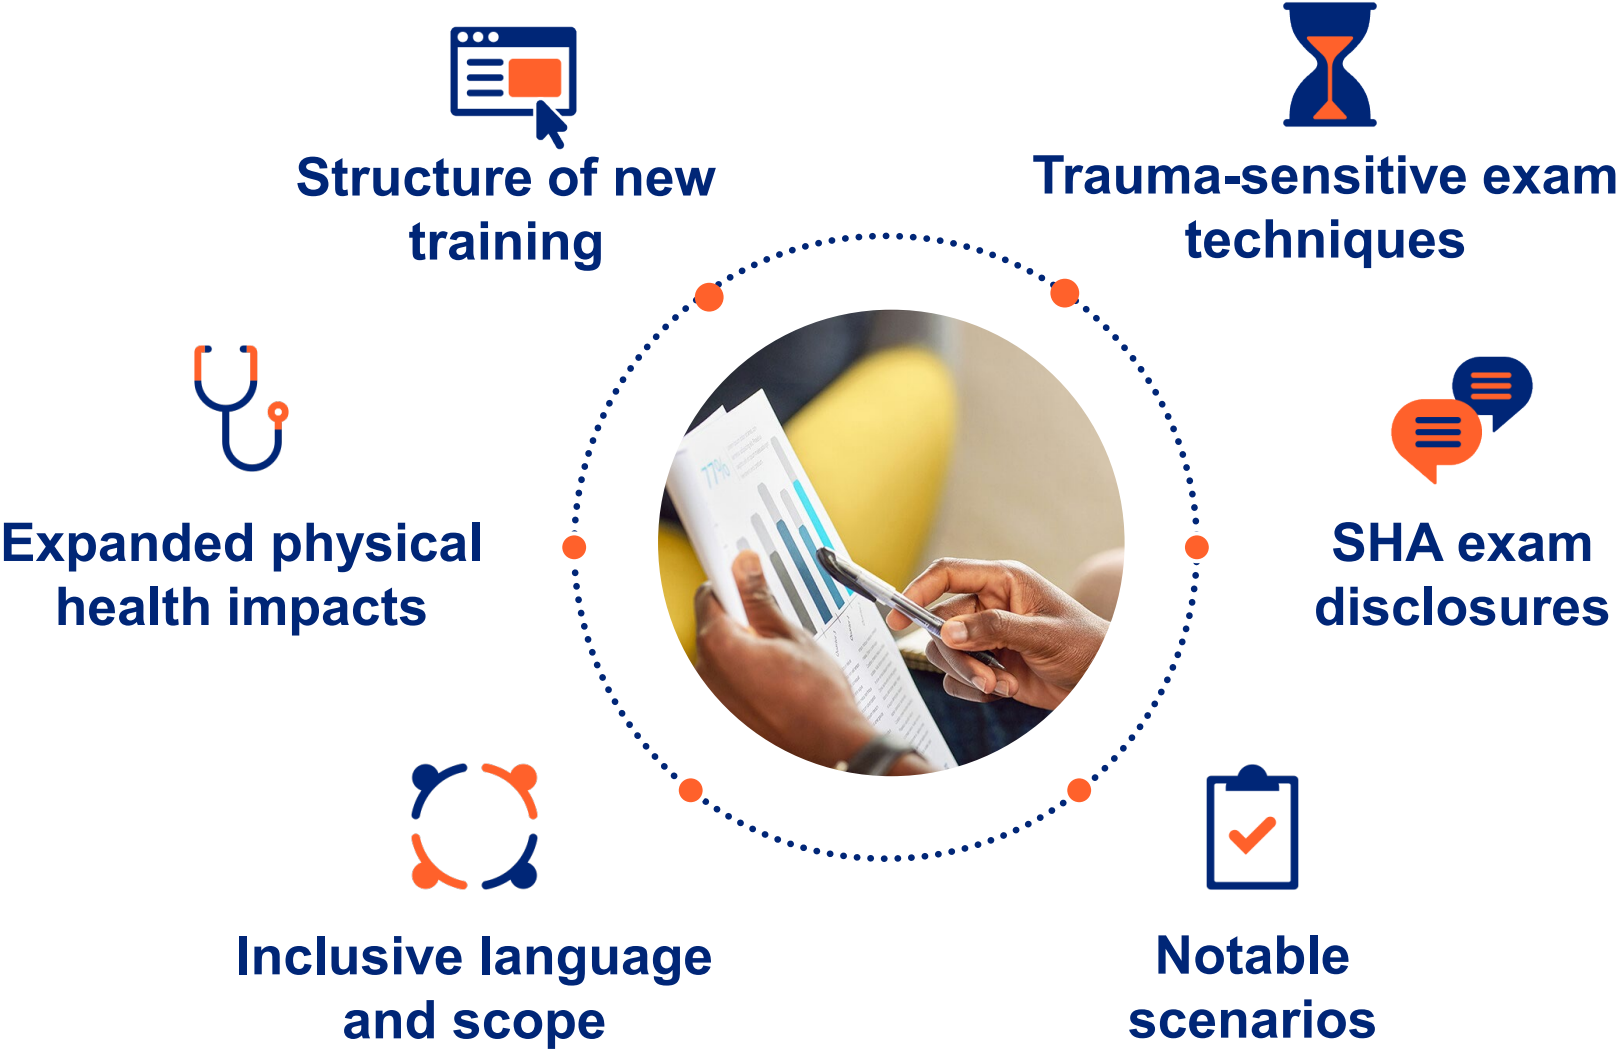 Structure of new
training
Trauma-sensitive exam
techniques
Expanded physical
health impacts
77%
SHA exam
disclosures
Inclusive language
and scope
Notable
scenarios